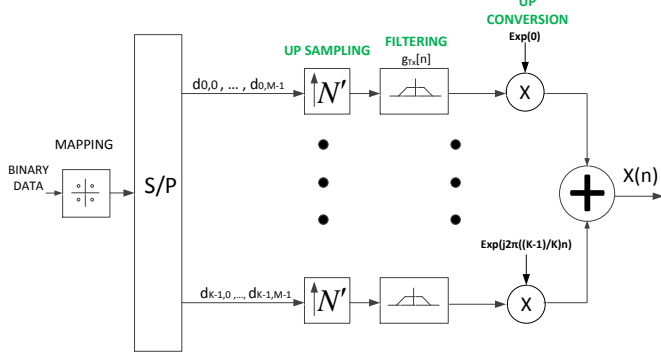 UP
CONVERSION
UP SAMPLING
FILTERING
Exp(0)
gTx[n]
d0,0 , ... , d0,M-1
N'
X
MAPPING
BINARY
DATA
S/P
X(n)
+
Exp(j2π((K-1)/K)n)
dK-1,0 ,..., dK-1,M-1
N'
X